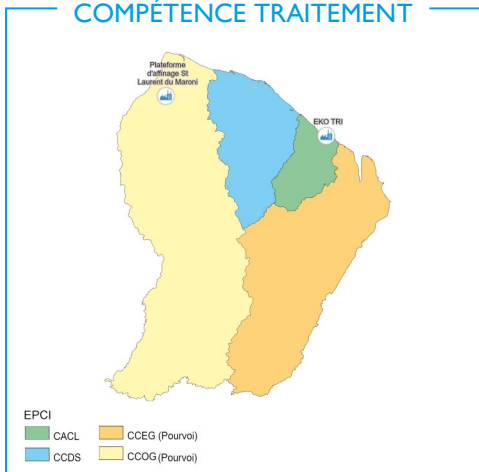 COMPÉTENCE TRAITEMENT
Plateforme
d'affinage St
Laurent du Maroni
EKO TRI
EPCI
CACL
CCEG (Pourvoi)
CCDS
CCOG (Pourvoi)